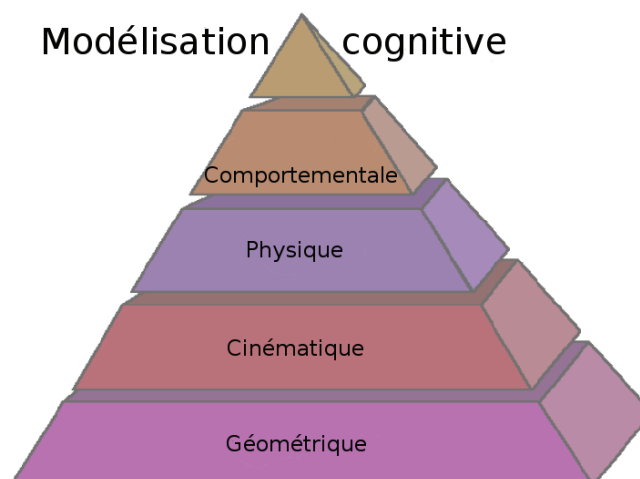 Modélisation cognitive
Comportementale
Physique
Cinématique
Géométrique